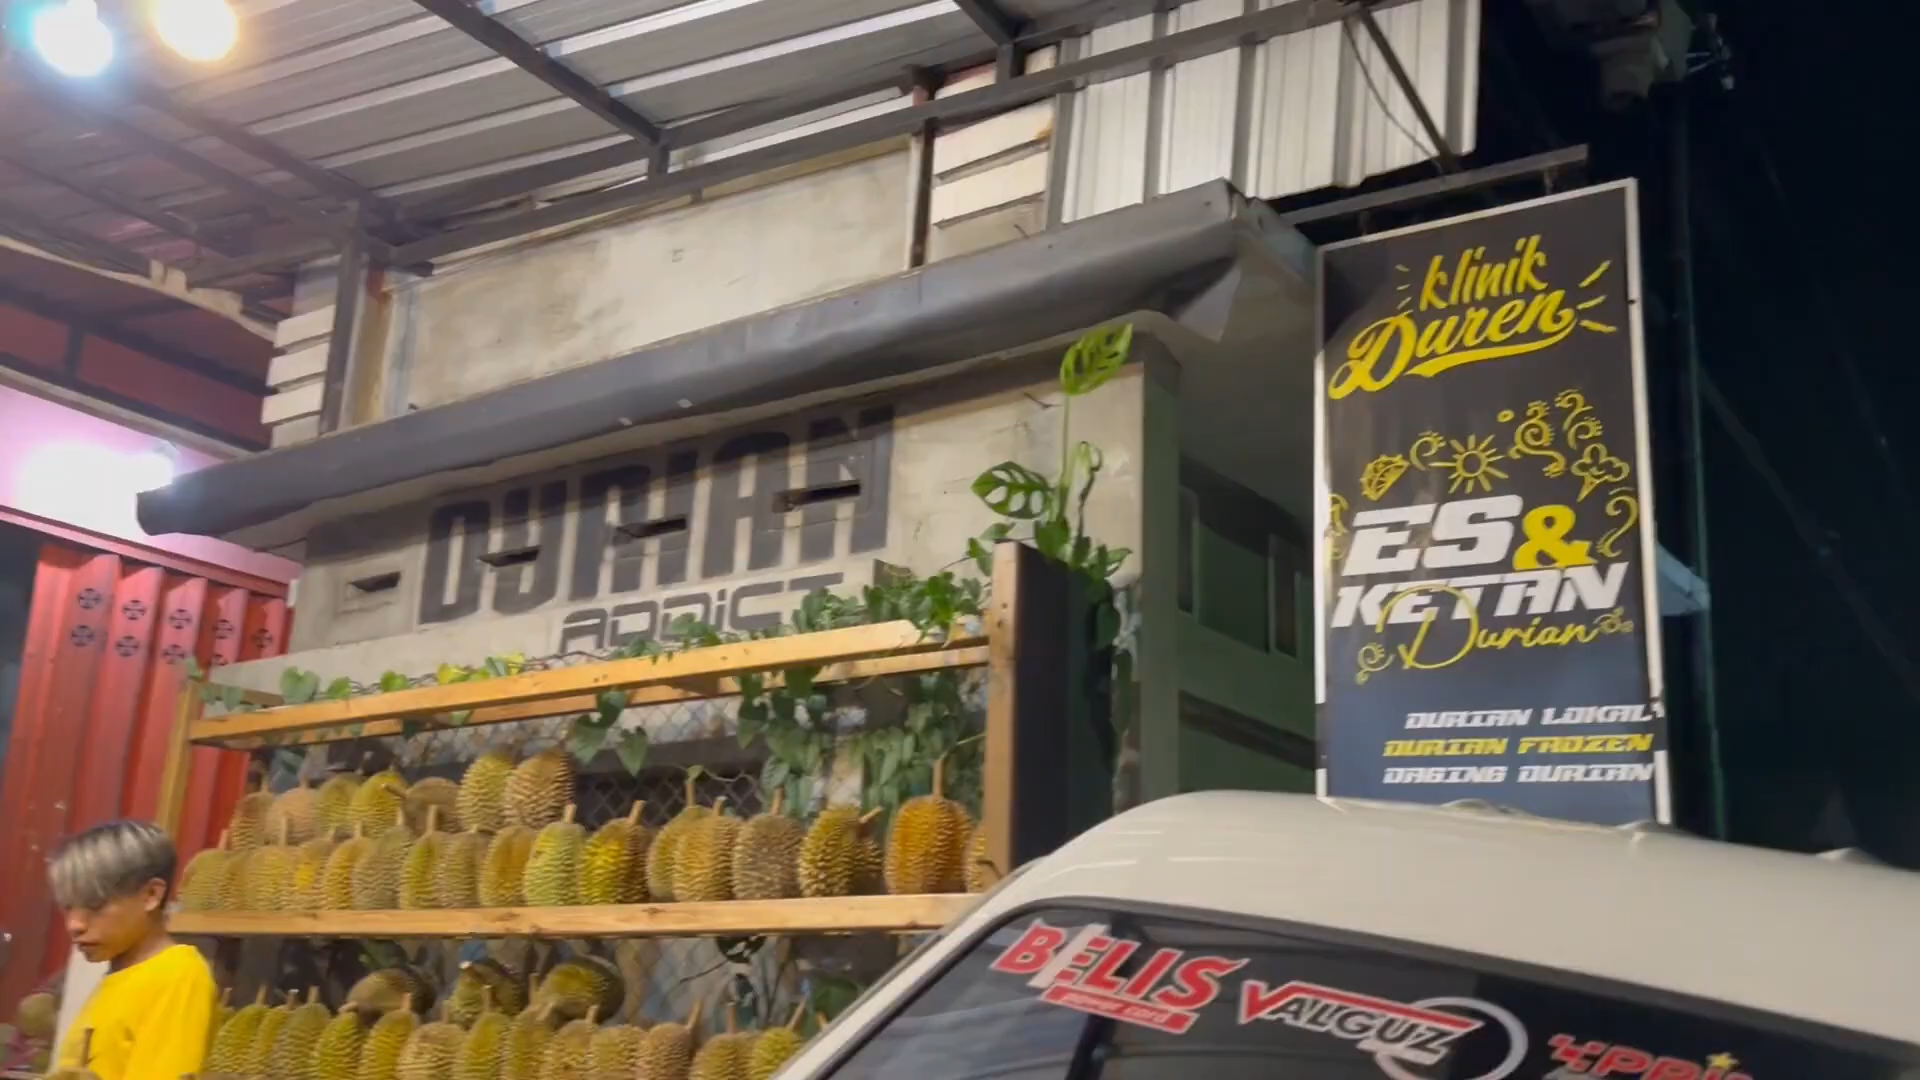 DURIAN
ADDiCT
klinik
Duren
ES &
KETAN
Durian
DURIAN LOKAL
DURIAN FROZEN
DAGING DURIAN
BELIS
VALGUZ